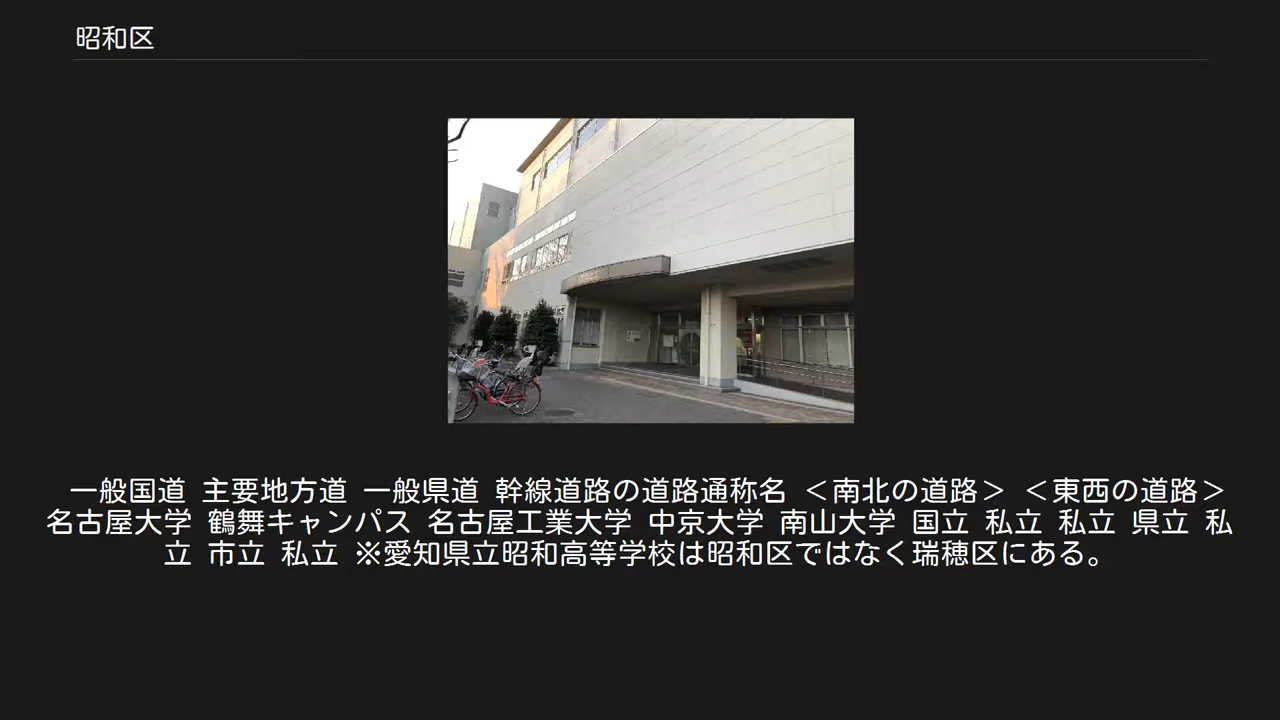 昭和区
一般国道 主要地方道 一般県道 幹線道路の道路通称名 ＜南北の道路＞ ＜東西の道路＞
名古屋大学 鶴舞キャンパス 名古屋工業大学 中京大学 南山大学 国立 私立 私立 県立 私
立 市立 私立 ※愛知県立昭和高等学校は昭和区ではなく瑞穂区にある。